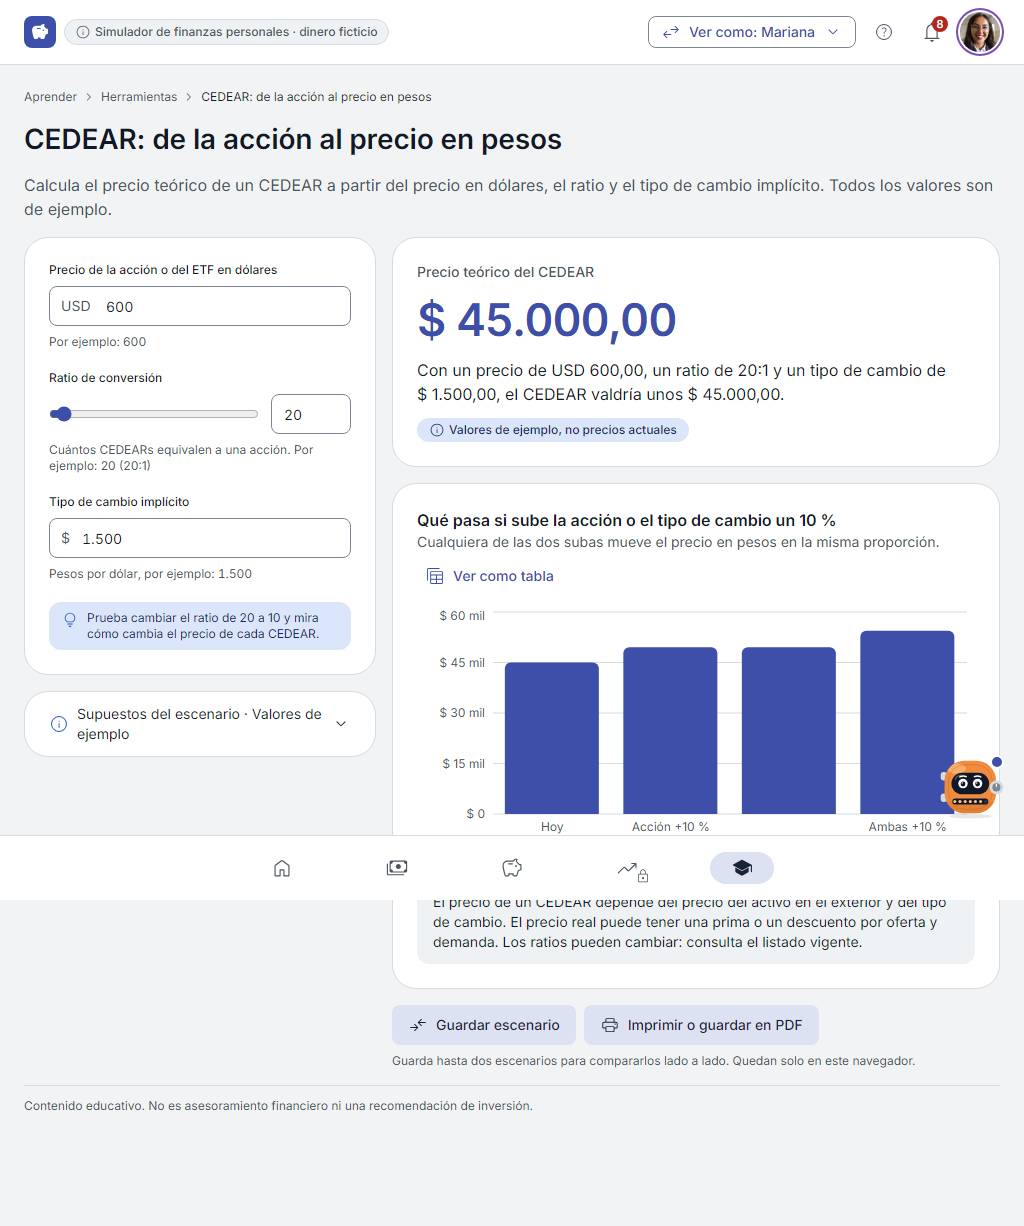 Simulador de finanzas personales · dinero ficticio
Ver como: Mariana
8
Aprender
Herramientas
CEDEAR: de la acción al precio en pesos
CEDEAR: de la acción al precio en pesos
Calcula el precio teórico de un CEDEAR a partir del precio en dólares, el ratio y el tipo de cambio implícito. Todos los valores son
de ejemplo.
Precio de la acción o del ETF en dólares
USD 600
Por ejemplo: 600
Ratio de conversión
20
Cuántos CEDEARs equivalen a una acción. Por
ejemplo: 20 (20:1)
Tipo de cambio implícito
$ 1.500
Pesos por dólar, por ejemplo: 1.500
Prueba cambiar el ratio de 20 a 10 y mira
cómo cambia el precio de cada CEDEAR.
Supuestos del escenario · Valores de
ejemplo
Precio teórico del CEDEAR
$ 45.000,00
Con un precio de USD 600,00, un ratio de 20:1 y un tipo de cambio de
$ 1.500,00, el CEDEAR valdría unos $ 45.000,00.
Valores de ejemplo, no precios actuales
Qué pasa si sube la acción o el tipo de cambio un 10 %
Cualquiera de las dos subas mueve el precio en pesos en la misma proporción.
Ver como tabla
$ 60 mil
$ 45 mil
$ 30 mil
$ 15 mil
$ 0
Hoy
Acción +10 %
Ambas +10 %
El precio de un CEDEAR depende del precio del activo en el exterior y del tipo
de cambio. El precio real puede tener una prima o un descuento por oferta y
demanda. Los ratios pueden cambiar: consulta el listado vigente.
Guardar escenario
Imprimir o guardar en PDF
Guarda hasta dos escenarios para compararlos lado a lado. Quedan solo en este navegador.
Contenido educativo. No es asesoramiento financiero ni una recomendación de inversión.